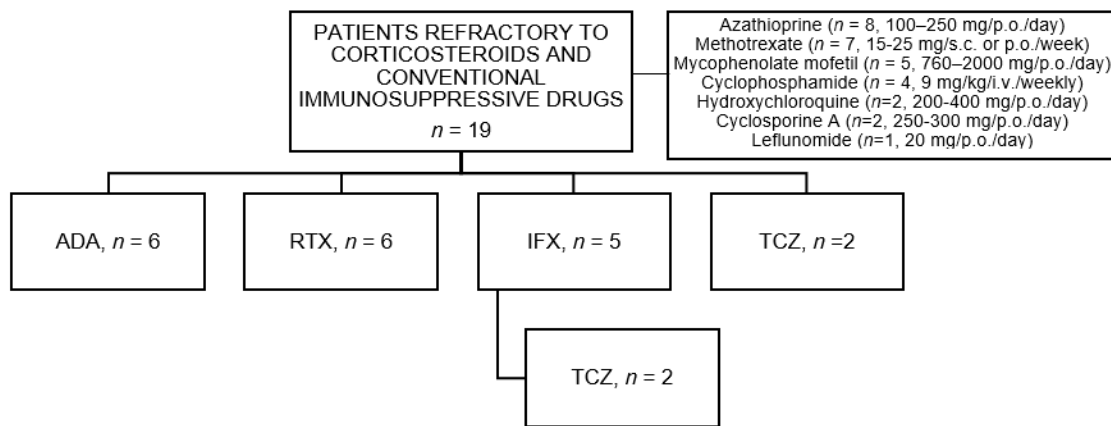 PATIENTS REFRACTORY TO
CORTICOSTEROIDS AND
CONVENTIONAL
IMMUNOSUPPRESSIVE DRUGS
n = 19
Azathioprine (n = 8, 100–250 mg/p.o./day)
Methotrexate (n = 7, 15-25 mg/s.c. or p.o./week)
Mycophenolate mofetil (n = 5, 760–2000 mg/p.o./day)
Cyclophosphamide (n = 4, 9 mg/kg/i.v./weekly)
Hydroxychloroquine (n=2, 200-400 mg/p.o./day)
Cyclosporine A (n=2, 250-300 mg/p.o./day)
Leflunomide (n=1, 20 mg/p.o./day)
ADA, n = 6
RTX, n = 6
IFX, n = 5
TCZ, n =2
TCZ, n = 2